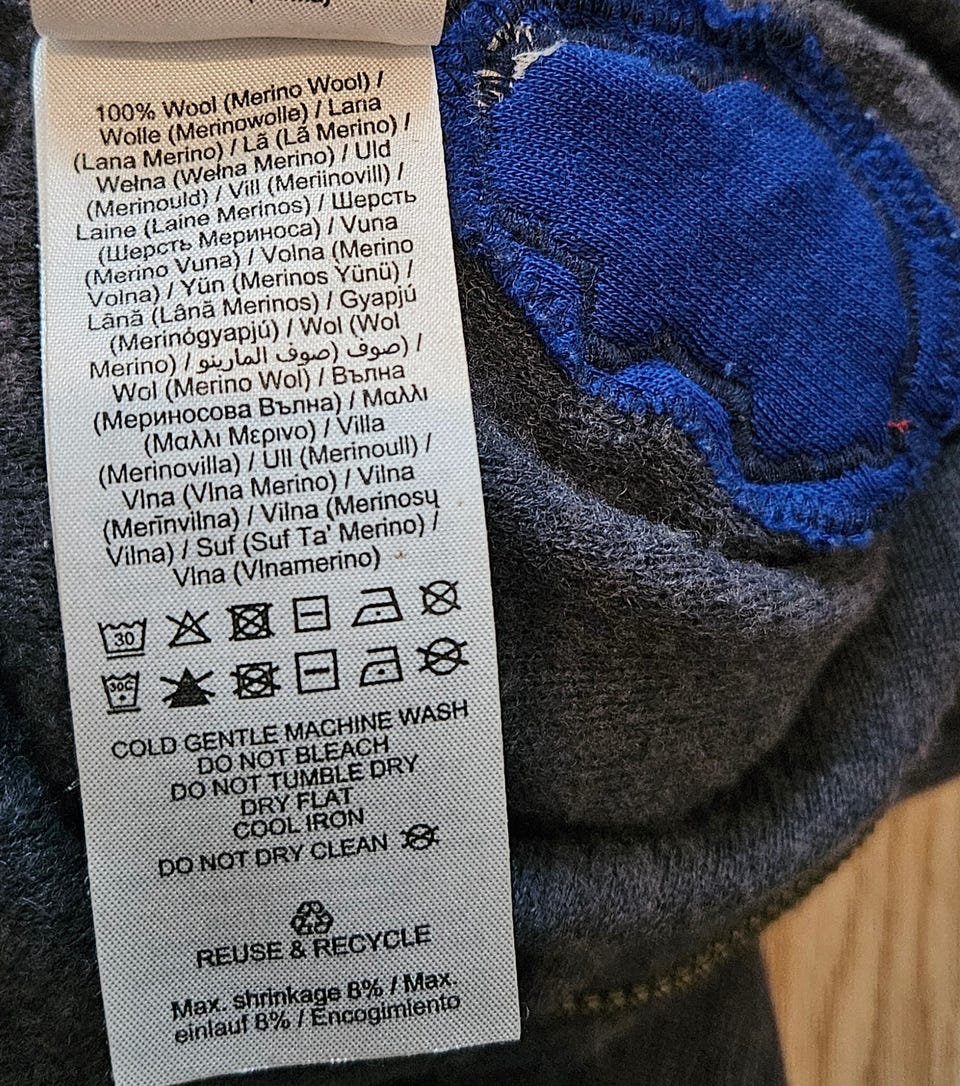 100% Wool (Merino Wool) /
Wolle (Merinowolle) / Lana
(Lana Merino) / Lã (Lã Merino) /
Wełna (Wełna Merino) / Uld
(Merinould) / Vill (Meriinovill) /
Laine (Laine Merinos) / Шерсть
(Шерсть Мериноса) / Vuna
(Merino Vuna) / Volna (Merino
Volna) / Yün (Merinos Yünü) /
Lână (Lână Merinos) / Gyapjú
(Merinógyapjú) / Wol (Wol
Merino) / صوف (صوف المارينو) /
Wol (Merino Wol) / Вълна
(Мериносова Вълна) / Μαλλι
(Μαλλι Μερινο) / Villa
(Merinovilla) / Ull (Merinoull) /
Vlna (Vlna Merino) / Vilna
(Merīnvilna) / Vilna (Merinosų
Vilna) / Suf (Suf Ta' Merino) /
Vlna (Vlnamerino)
30
30C
COLD GENTLE MACHINE WASH
DO NOT BLEACH
DO NOT TUMBLE DRY
DRY FLAT
COOL IRON
DO NOT DRY CLEAN
REUSE & RECYCLE
Max. shrinkage 8% / Max.
einlauf 8% / Encogimiento